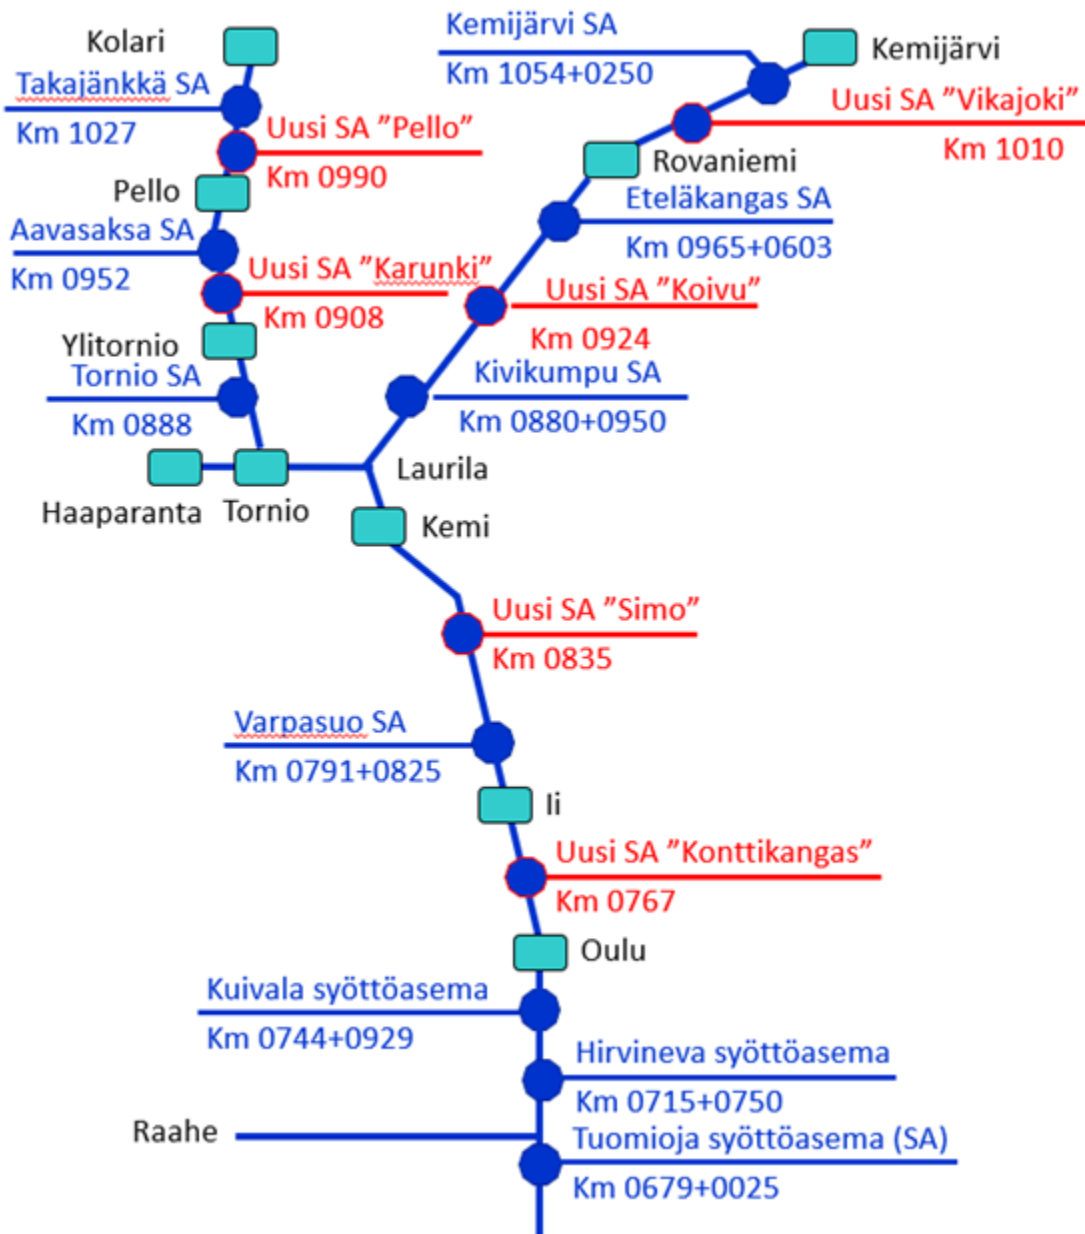 Kolari
Kemijärvi SA
Km 1054+0250
Kemijärvi
Takajänkkä SA
Km 1027
Uusi SA ”Vikajoki”
Km 1010
Uusi SA ”Pello”
Km 0990
Rovaniemi
Pello
Eteläkangas SA
Km 0965+0603
Aavasaksa SA
Km 0952
Uusi SA ”Karunki”
Km 0908
Uusi SA ”Koivu”
Km 0924
Ylitornio
Tornio SA
Km 0888
Kivikumpu SA
Km 0880+0950
Laurila
Haaparanta
Tornio
Kemi
Uusi SA ”Simo”
Km 0835
Varpasuo SA
Km 0791+0825
Ii
Uusi SA ”Konttikangas”
Km 0767
Oulu
Kuivala syöttöasema
Km 0744+0929
Hirvineva syöttöasema
Km 0715+0750
Raahe
Tuomioja syöttöasema (SA)
Km 0679+0025